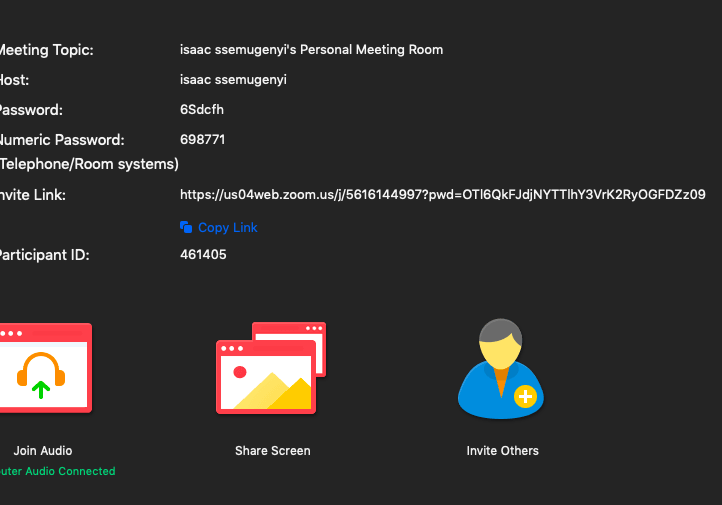 Meeting Topic: isaac ssemugenyi's Personal Meeting Room
Host: isaac ssemugenyi
Password: 6Sdcfh
Numeric Password: 698771
(Telephone/Room systems)
Invite Link: https://us04web.zoom.us/j/5616144997?pwd=OTl6QkFJdjNYTTlhY3VrK2RyOGFDZz09
Copy Link
Participant ID: 461405
Join Audio Share Screen Invite Others
uter Audio Connected